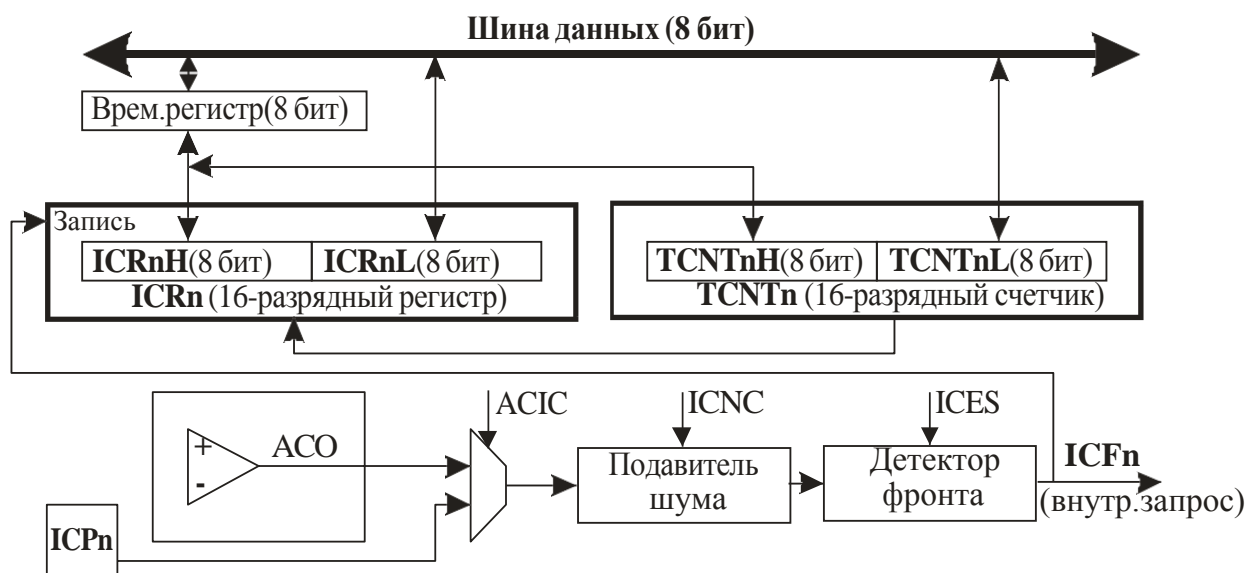 Шина данных (8 бит)
Врем.регистр(8 бит)
Запись
ICRnH(8 бит) ICRnL(8 бит)
ICRn (16-разрядный регистр)
TCNTnH(8 бит) TCNTnL(8 бит)
TCNTn (16-разрядный счетчик)
ACIC
ICNC
ICES
+
-
ACO
Подавитель
шума
Детектор
фронта
ICFn
(внутр.запрос)
ICPn